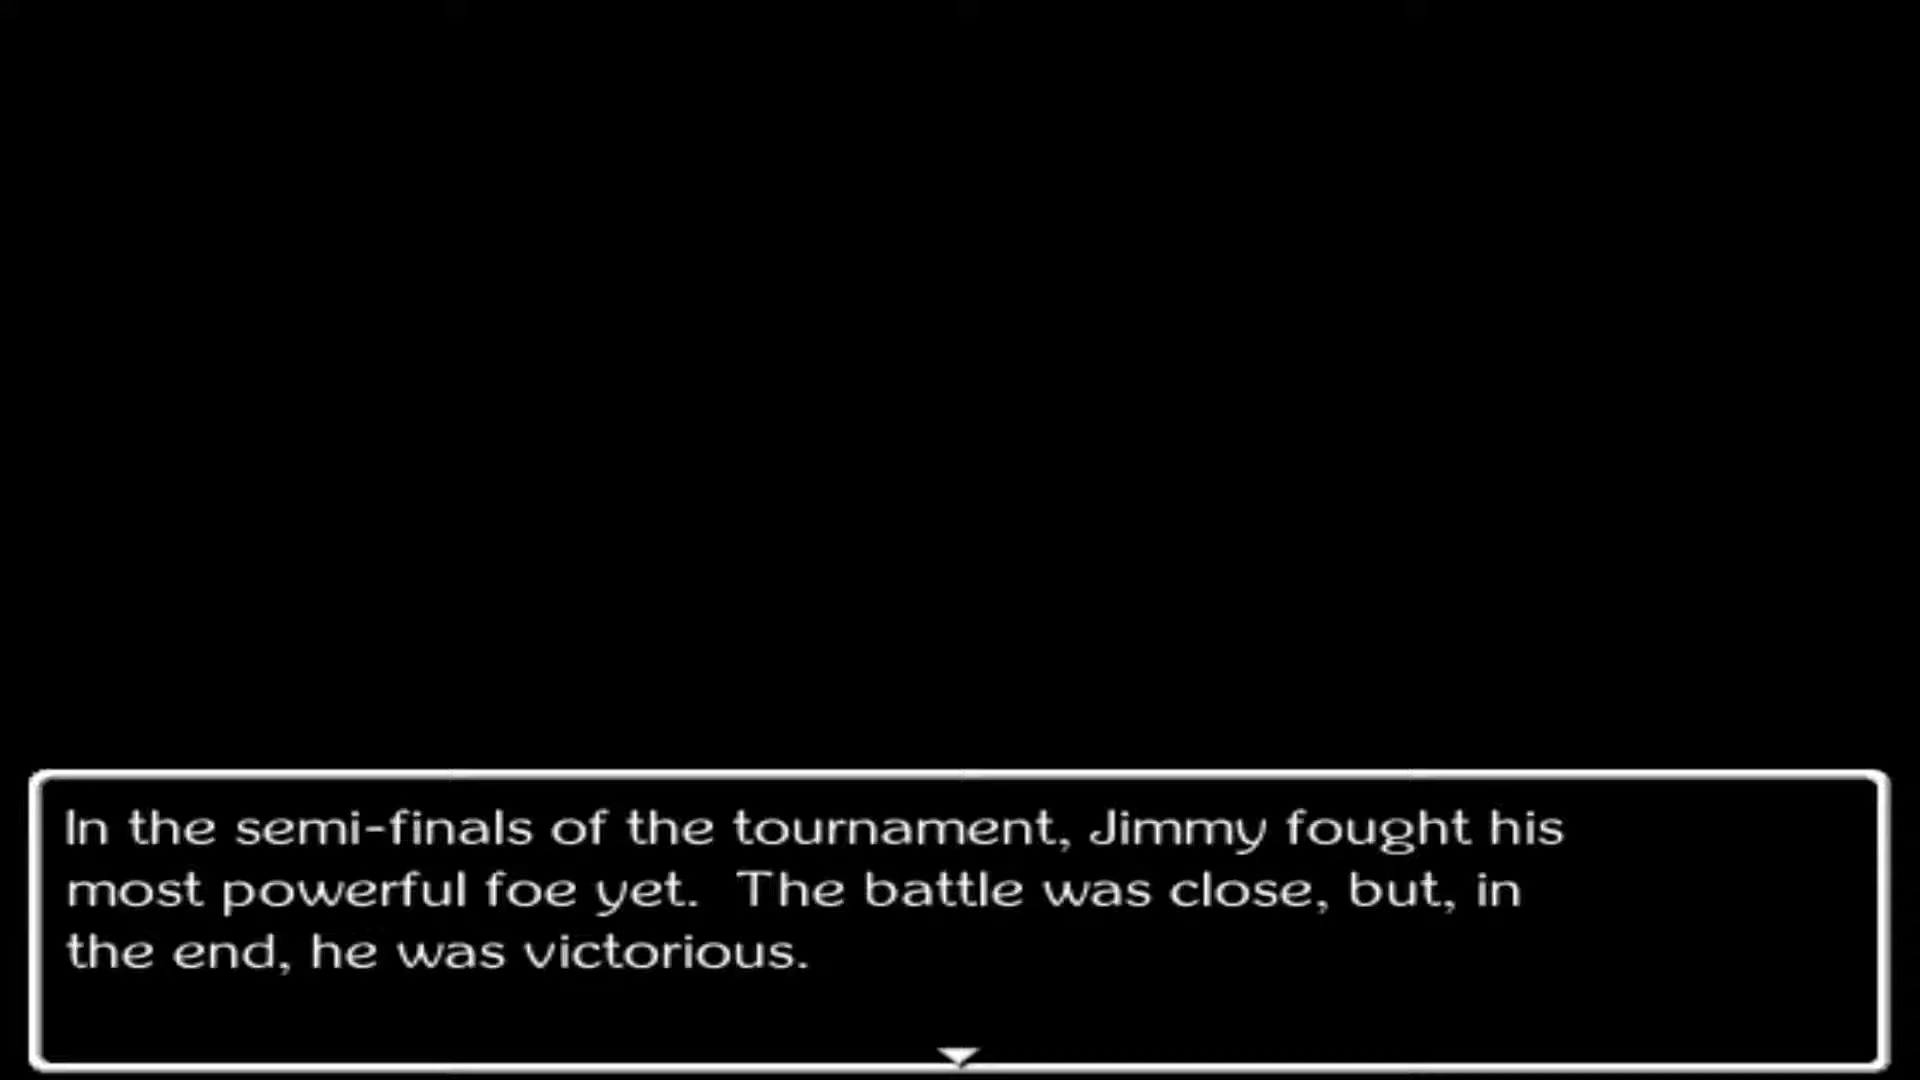 In the semi-finals of the tournament, Jimmy fought his
most powerful foe yet.  The battle was close, but, in
the end, he was victorious.